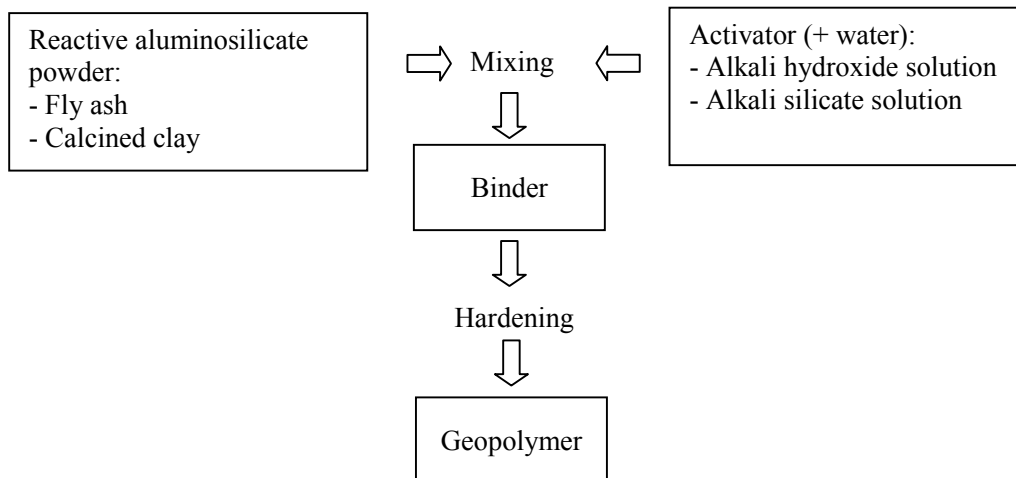 Reactive aluminosilicate
powder:
- Fly ash
- Calcined clay
Mixing
Activator (+ water):
- Alkali hydroxide solution
- Alkali silicate solution
Binder
Hardening
Geopolymer